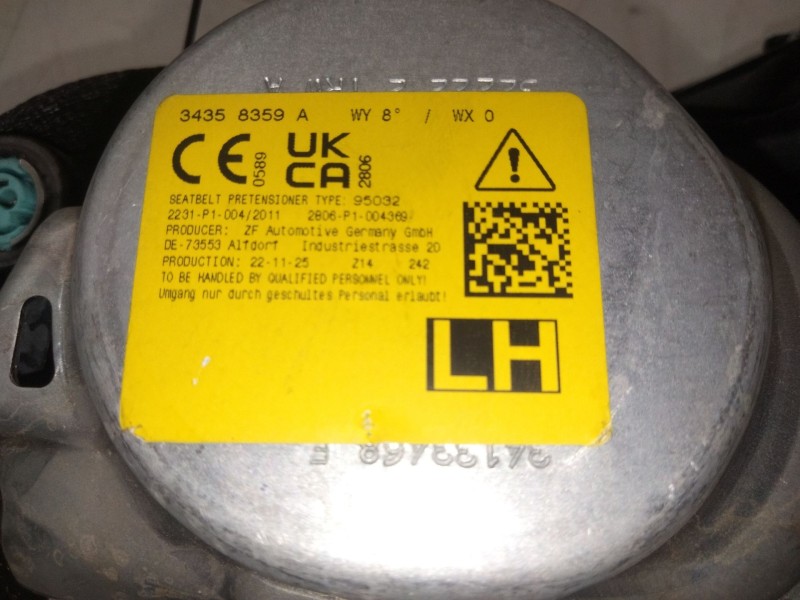 3435 8359 A WY 8° / WX 0
CE 0589 UK CA 2806
SEATBELT PRETENSIONER TYPE: 95032
2231-P1-004/2011 2806-P1-004369/
PRODUCER: ZF Automotive Germany GmbH
DE-73553 Alfdorf Industriestrasse 20
PRODUCTION: 22-11-25 Z14 242
TO BE HANDLED BY QUALIFIED PERSONNEL ONLY!
Umgang nur durch geschultes Personal erlaubt!
LH
34133468 E